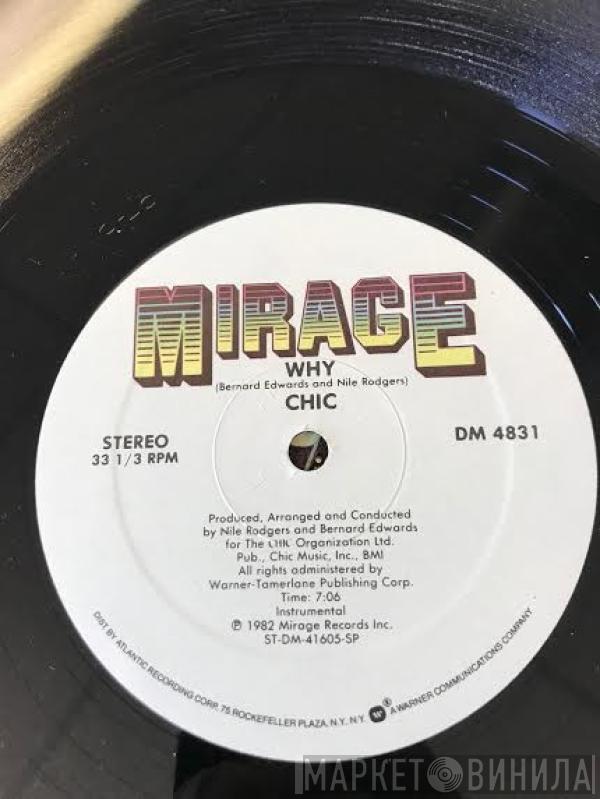 MIRAGE
WHY
(Bernard Edwards and Nile Rodgers)
CHIC
STEREO
33 1/3 RPM
DM 4831
Produced, Arranged and Conducted
by Nile Rodgers and Bernard Edwards
for The CHIC Organization Ltd.
Pub., Chic Music, Inc., BMI
All rights administered by
Warner-Tamerlane Publishing Corp.
Time: 7:06
Instrumental
℗ 1982 Mirage Records Inc.
ST-DM-41605-SP
DIST. BY ATLANTIC RECORDING CORP. 75 ROCKEFELLER PLAZA, N.Y. N.Y. W ® A WARNER COMMUNICATIONS COMPANY
МАРКЕТ ВИНИЛА